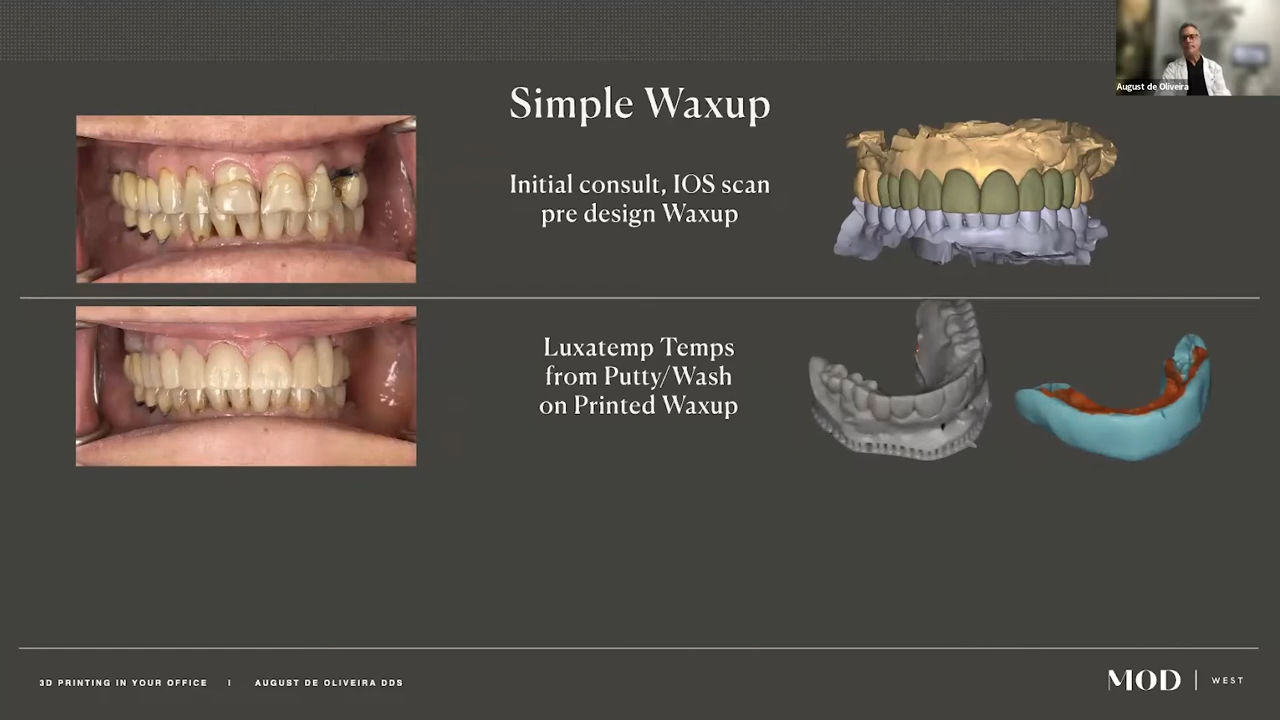 August de Oliveira
Simple Waxup
Initial consult, IOS scan
pre design Waxup
Luxatemp Temps
from Putty/Wash
on Printed Waxup
3D PRINTING IN YOUR OFFICE | AUGUST DE OLIVEIRA DDS
MOD | WEST